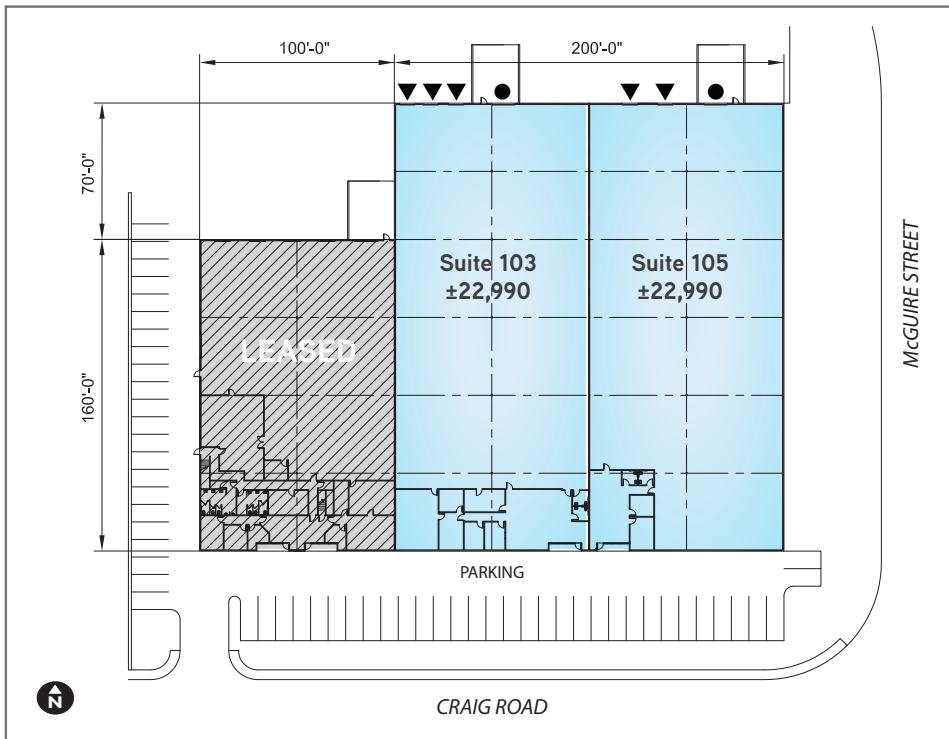 100'-0"
200'-0"
70'-0"
160'-0"
Suite 103
±22,990
Suite 105
±22,990
LEASED
McGUIRE STREET
PARKING
CRAIG ROAD
N